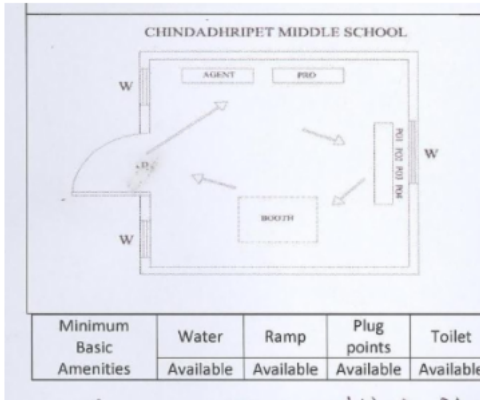 CHINDADHRIPET MIDDLE SCHOOL
AGENT PRO
W
PO1 PO2 PO3 PO4
W
BOOTH
W
Minimum Basic Amenities Water Ramp Plug points Toilet
Available Available Available Available